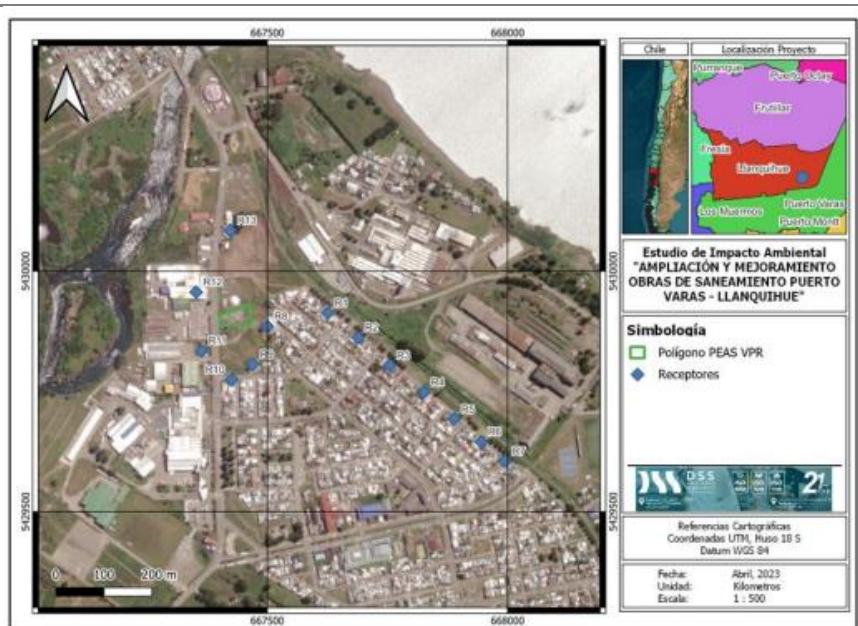 667500
668000
5430000
5429500
5430000
5429500
667500
668000
R13
R12
R1
R8
R2
R11
R3
R9
M10
R4
R5
R6
R7
0 100 200 m
Chile
Localización Proyecto
Purranque
Puerto Octay
Frutillar
Fresia
Llanquihue
Los Muermos
Puerto Varas
Puerto Montt
Estudio de Impacto Ambiental
"AMPLIACIÓN Y MEJORAMIENTO
OBRAS DE SANEAMIENTO PUERTO
VARAS - LLANQUIHUE"
Simbología
Polígono PEAS VPR
Receptores
DSS
21
Referencias Cartográficas
Coordenadas UTM, Huso 18 S
Datum WGS 84
Fecha: Abril, 2023
Unidad: Kilometros
Escala: 1 : 500